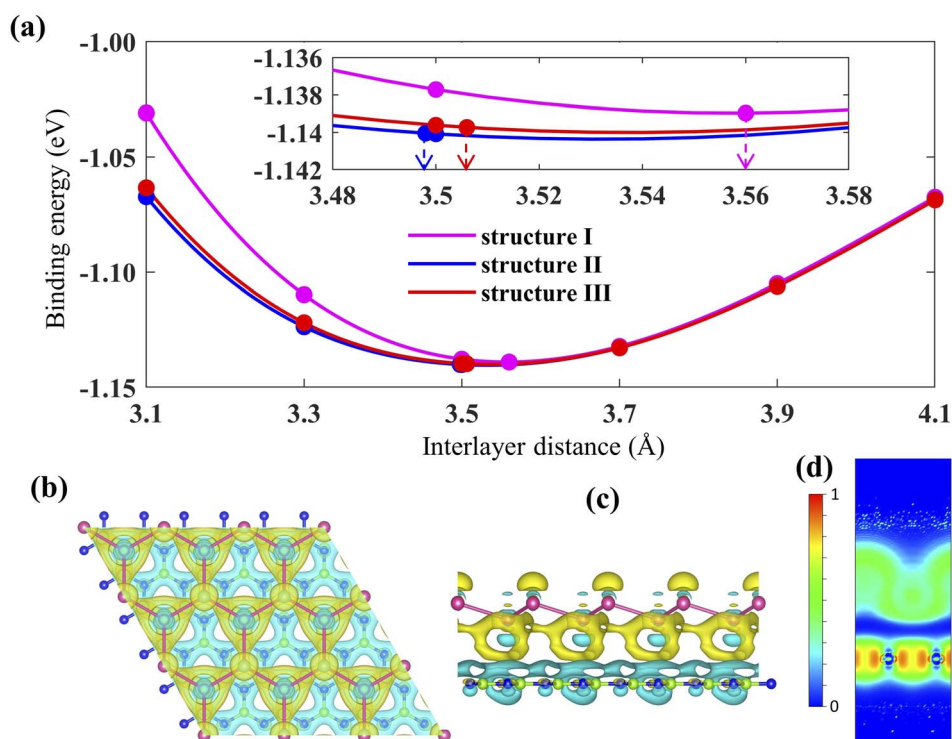 (a)
-1.00
-1.05
-1.10
-1.15
Binding energy (eV)
-1.136
-1.138
-1.14
-1.142
3.48 3.5 3.52 3.54 3.56 3.58
structure I
structure II
structure III
3.1 3.3 3.5 3.7 3.9 4.1
Interlayer distance (Å)
(b)
(c)
(d)
1
0